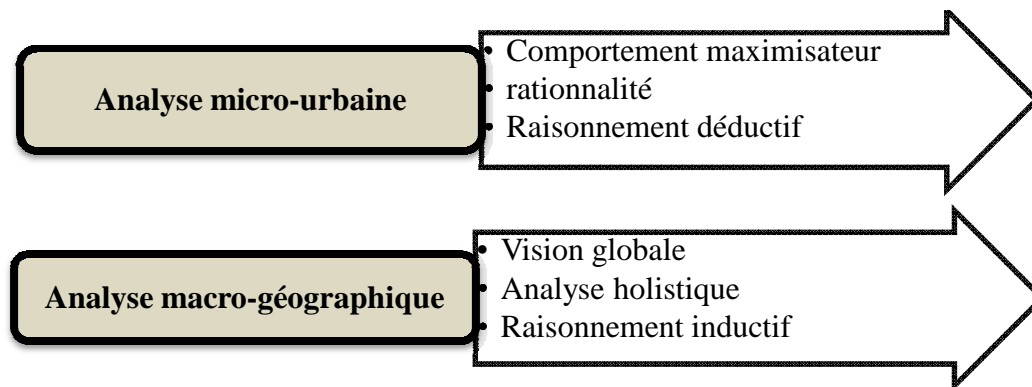 Analyse micro-urbaine
• Comportement maximisateur
• rationnalité
• Raisonnement déductif
Analyse macro-géographique
• Vision globale
• Analyse holistique
• Raisonnement inductif